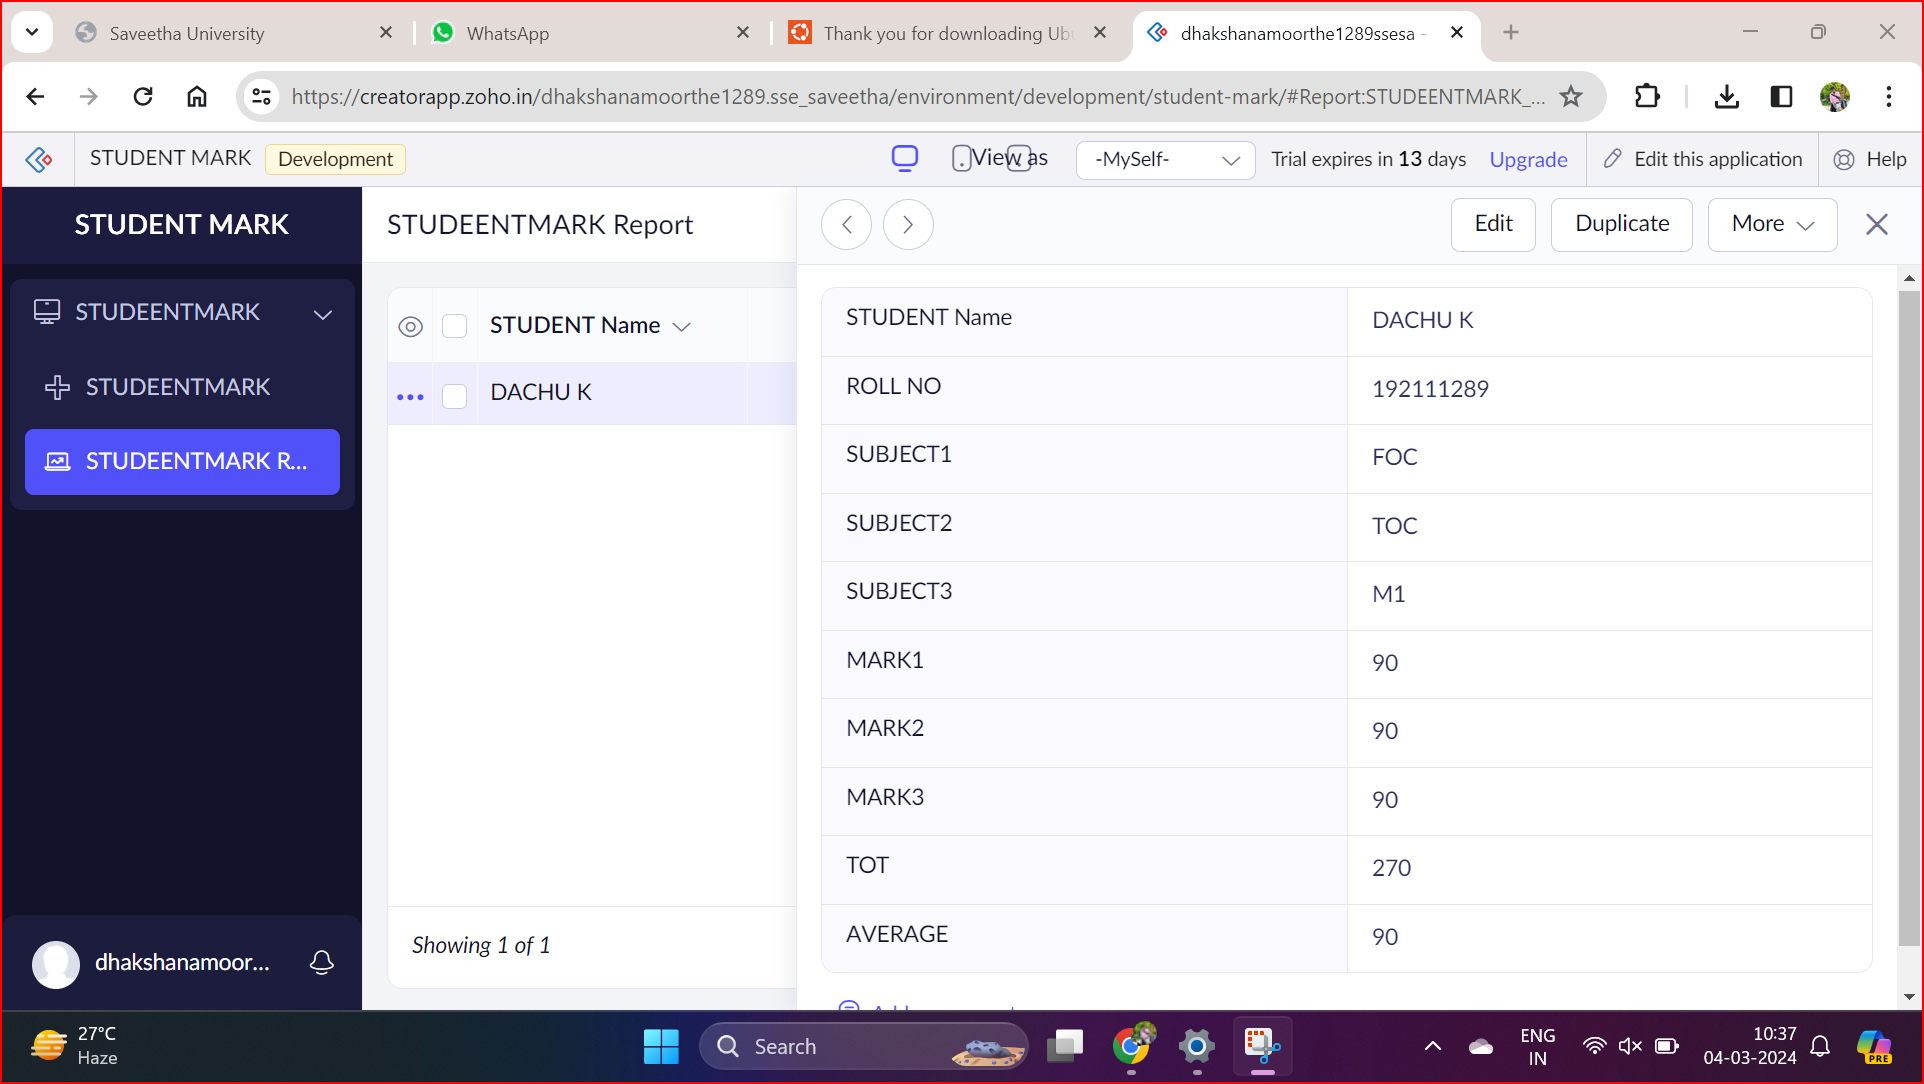 Saveetha University
WhatsApp
Thank you for downloading Ubu
dhakshanamoorthe1289ssesa -
https://creatorapp.zoho.in/dhakshanamoorthe1289.sse_saveetha/environment/development/student-mark/#Report:STUDEENTMARK_...
STUDENT MARK
Development
View as
-MySelf-
Trial expires in 13 days
Upgrade
Edit this application
Help
STUDENT MARK
STUDEENTMARK
STUDEENTMARK
STUDEENTMARK R...
dhakshanamoor...
STUDEENTMARK Report
STUDENT Name
DACHU K
Showing 1 of 1
Edit
Duplicate
More
STUDENT Name DACHU K
ROLL NO 192111289
SUBJECT1 FOC
SUBJECT2 TOC
SUBJECT3 M1
MARK1 90
MARK2 90
MARK3 90
TOT 270
AVERAGE 90
27°C
Haze
Search
ENG
IN
10:37
04-03-2024
PRE